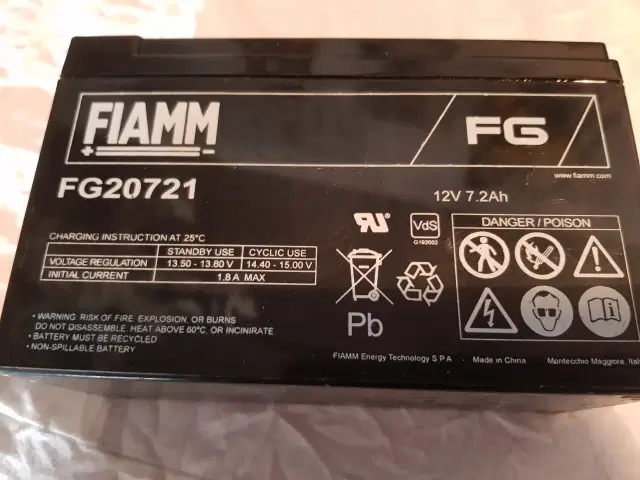 FIAMM
FG
www.fiamm.com
FG20721
12V 7.2Ah
CHARGING INSTRUCTION AT 25°C
STANDBY USE CYCLIC USE
VOLTAGE REGULATION 13.50 - 13.80 V 14.40 - 15.00 V
INITIAL CURRENT 1.8 A MAX
VdS
G192002
DANGER / POISON
Pb
• WARNING: RISK OF FIRE, EXPLOSION, OR BURNS
DO NOT DISASSEMBLE, HEAT ABOVE 60°C, OR INCINIRATE
• BATTERY MUST BE RECYCLED
• NON-SPILLABLE BATTERY
FIAMM Energy Technology S.P.A. Made in China Montecchio Maggiore, Italy